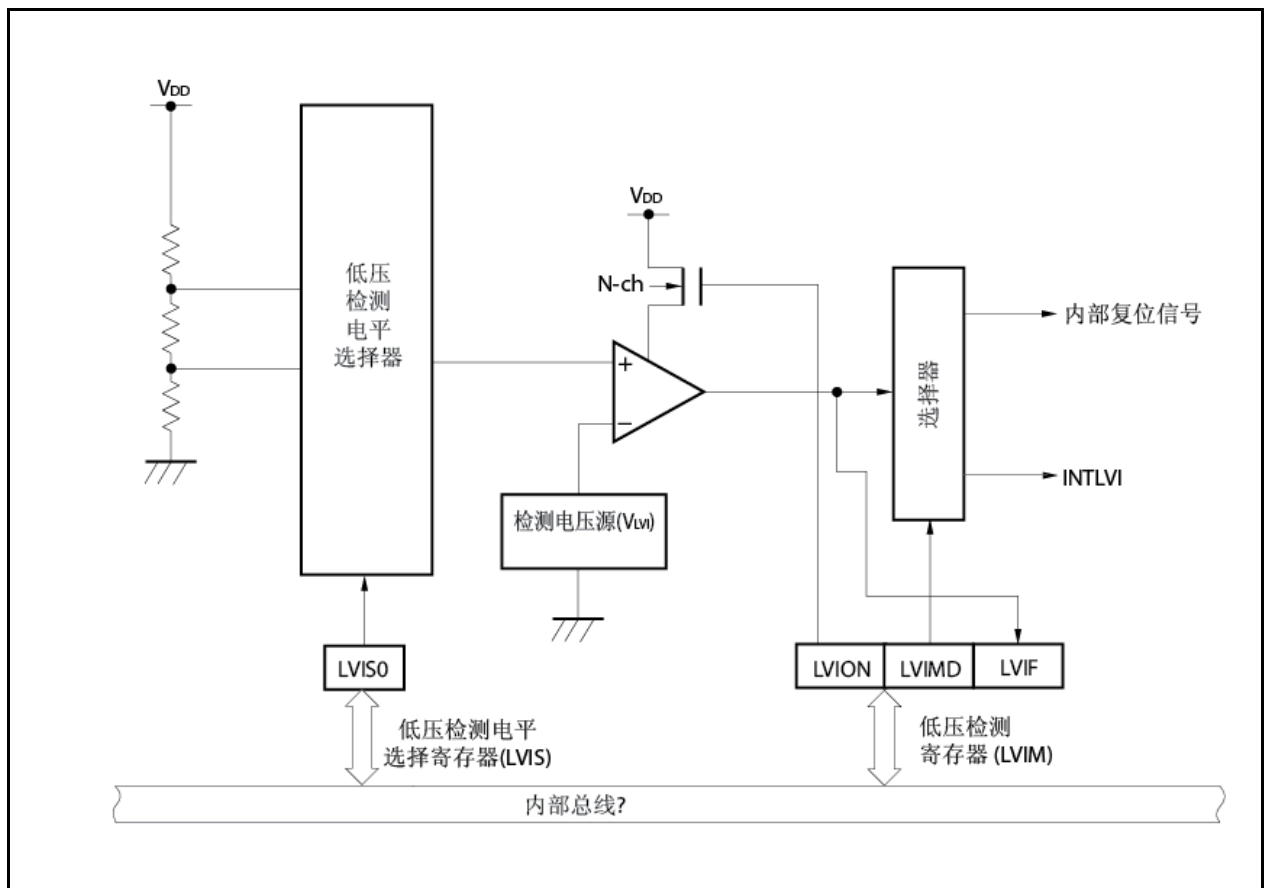 VDD
低压
检测
电平
选择器
VDD
N-ch
+
−
检测电压源(VLVI)
选择器
内部复位信号
INTLVI
LVIS0
LVION
LVIMD
LVIF
低压检测电平
选择寄存器(LVIS)
低压检测
寄存器 (LVIM)
内部总线?